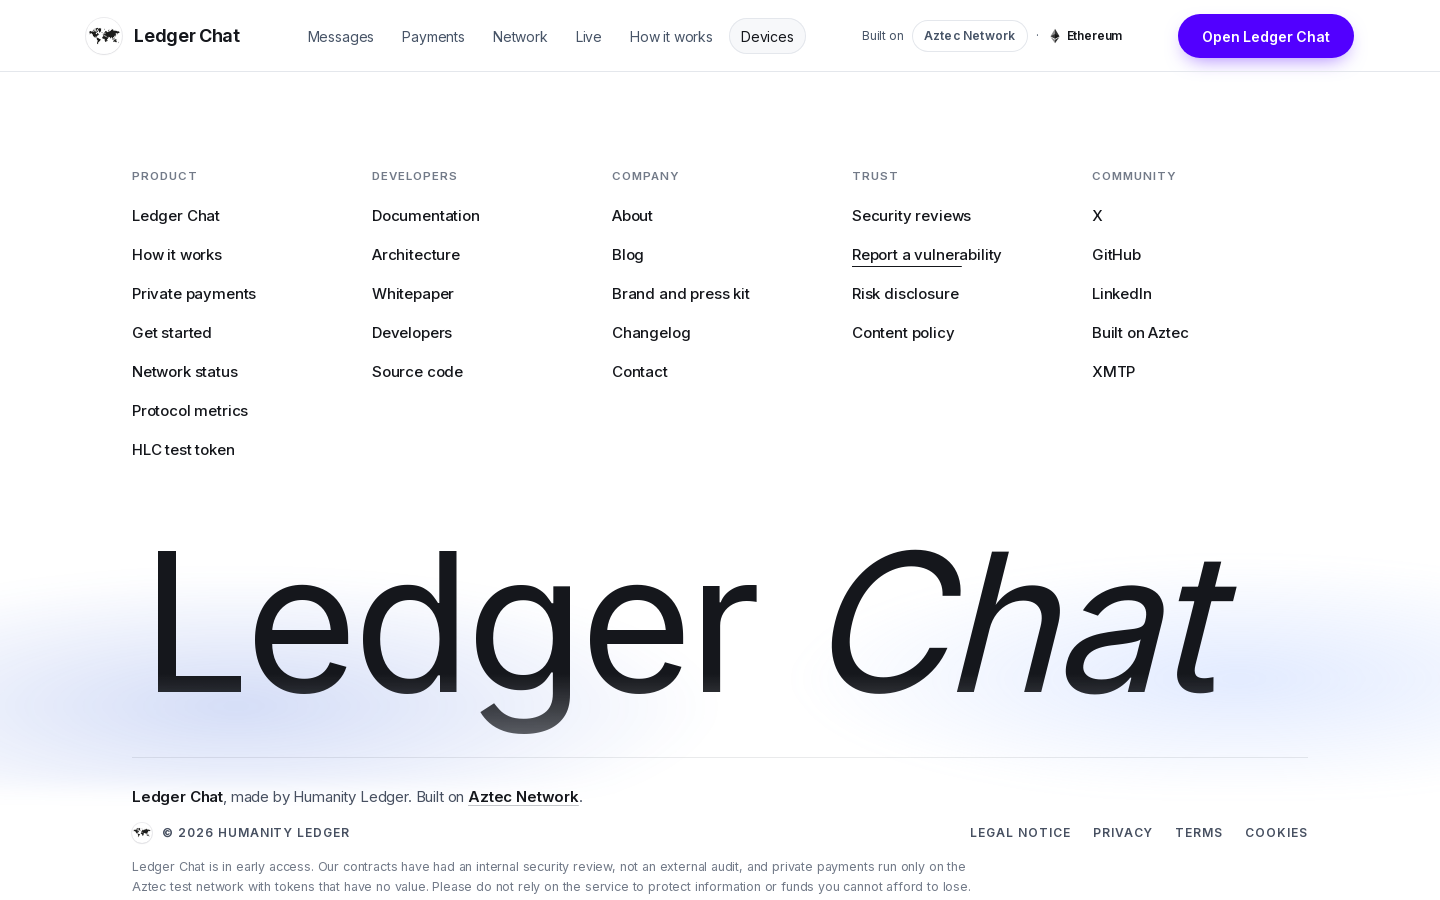 Ledger Chat
Messages
Payments
Network
Live
How it works
Devices
Built on Aztec Network · Ethereum
Open Ledger Chat
PRODUCT
Ledger Chat
How it works
Private payments
Get started
Network status
Protocol metrics
HLC test token
DEVELOPERS
Documentation
Architecture
Whitepaper
Developers
Source code
COMPANY
About
Blog
Brand and press kit
Changelog
Contact
TRUST
Security reviews
Report a vulnerability
Risk disclosure
Content policy
COMMUNITY
X
GitHub
LinkedIn
Built on Aztec
XMTP
Ledger Chat
Ledger Chat, made by Humanity Ledger. Built on Aztec Network.
© 2026 HUMANITY LEDGER
LEGAL NOTICE
PRIVACY
TERMS
COOKIES
Ledger Chat is in early access. Our contracts have had an internal security review, not an external audit, and private payments run only on the
Aztec test network with tokens that have no value. Please do not rely on the service to protect information or funds you cannot afford to lose.